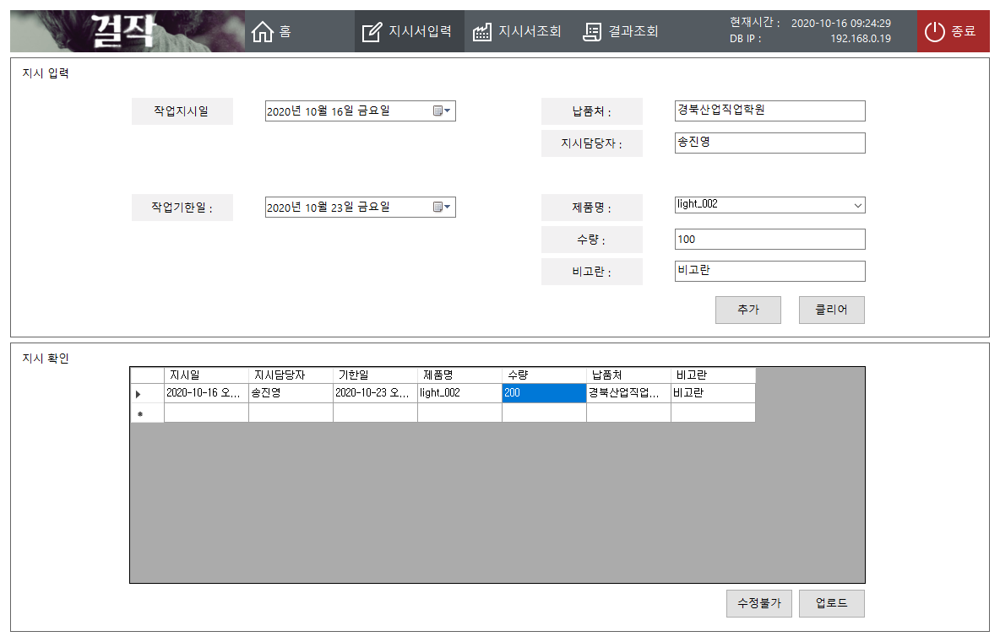 걸작 홈 지시서입력 지시서조회 결과조회 현재시간 : 2020-10-16 09:24:29 종료
DB IP : 192.168.0.19
지시 입력
작업지시일 2020년 10월 16일 금요일 납품처 : 경북산업직업학원
지시담당자 : 송진영
작업기한일 : 2020년 10월 23일 금요일 제품명 : light_002
수량 : 100
비고란 : 비고란
추가 클리어
지시 확인
지시일 지시담당자 기한일 제품명 수량 납품처 비고란
2020-10-16 오... 송진영 2020-10-23 오... light_002 200 경북산업직업... 비고란
수정불가 업로드